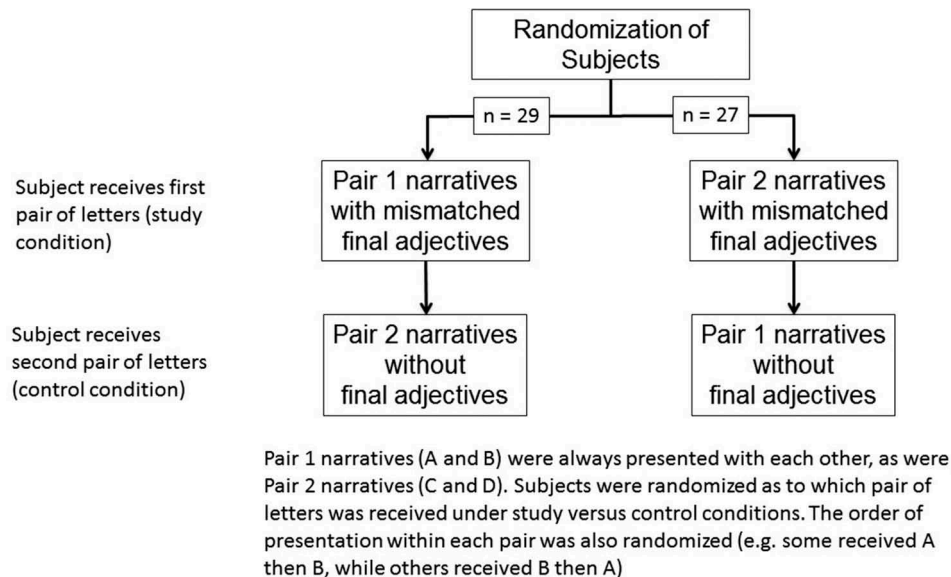 Randomization of
Subjects
n = 29
n = 27
Subject receives first
pair of letters (study
condition)
Pair 1 narratives
with mismatched
final adjectives
Pair 2 narratives
with mismatched
final adjectives
Subject receives
second pair of letters
(control condition)
Pair 2 narratives
without
final adjectives
Pair 1 narratives
without
final adjectives
Pair 1 narratives (A and B) were always presented with each other, as were
Pair 2 narratives (C and D). Subjects were randomized as to which pair of
letters was received under study versus control conditions. The order of
presentation within each pair was also randomized (e.g. some received A
then B, while others received B then A)